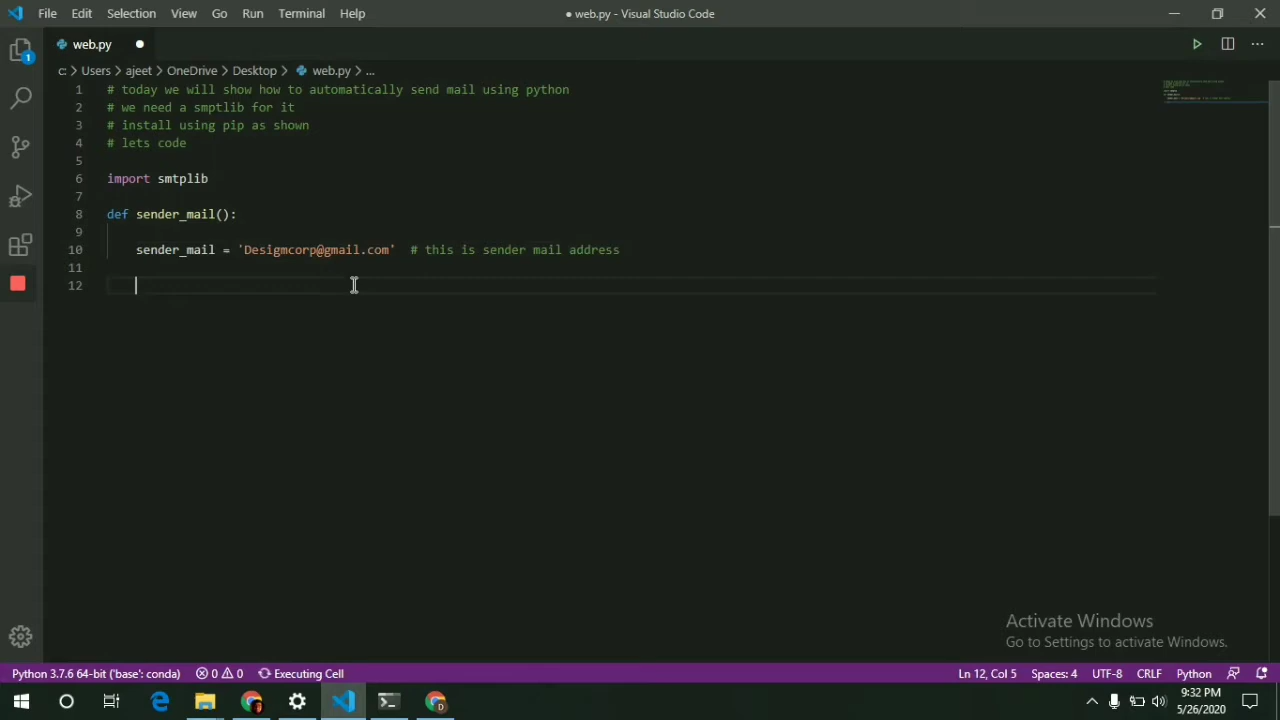 File Edit Selection View Go Run Terminal Help
● web.py - Visual Studio Code
web.py
1
c: > Users > ajeet > OneDrive > Desktop > web.py > ...
1 # today we will show how to automatically send mail using python
2 # we need a smptlib for it
3 # install using pip as shown
4 # lets code
5
6 import smtplib
7
8 def sender_mail():
9
10 sender_mail = 'Desigmcorp@gmail.com' # this is sender mail address
11
12
Activate Windows
Go to Settings to activate Windows.
Python 3.7.6 64-bit ('base': conda) 0 0 Executing Cell Ln 12, Col 5 Spaces: 4 UTF-8 CRLF Python
D
9:32 PM
5/26/2020